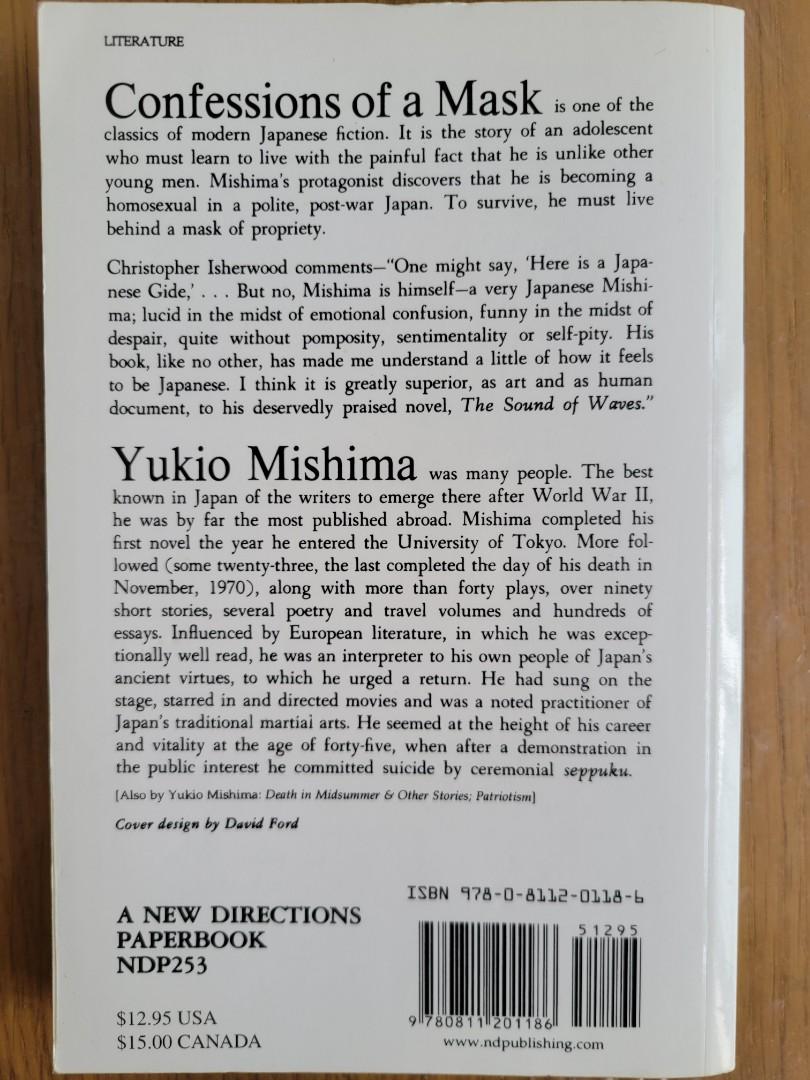 LITERATURE
Confessions of a Mask is one of the
classics of modern Japanese fiction. It is the story of an adolescent
who must learn to live with the painful fact that he is unlike other
young men. Mishima's protagonist discovers that he is becoming a
homosexual in a polite, post-war Japan. To survive, he must live
behind a mask of propriety.
Christopher Isherwood comments—"One might say, 'Here is a Japa-
nese Gide,' . . . But no, Mishima is himself—a very Japanese Mishi-
ma; lucid in the midst of emotional confusion, funny in the midst of
despair, quite without pomposity, sentimentality or self-pity. His
book, like no other, has made me understand a little of how it feels
to be Japanese. I think it is greatly superior, as art and as human
document, to his deservedly praised novel, The Sound of Waves."
Yukio Mishima was many people. The best
known in Japan of the writers to emerge there after World War II,
he was by far the most published abroad. Mishima completed his
first novel the year he entered the University of Tokyo. More fol-
lowed (some twenty-three, the last completed the day of his death in
November, 1970), along with more than forty plays, over ninety
short stories, several poetry and travel volumes and hundreds of
essays. Influenced by European literature, in which he was excep-
tionally well read, he was an interpreter to his own people of Japan's
ancient virtues, to which he urged a return. He had sung on the
stage, starred in and directed movies and was a noted practitioner of
Japan's traditional martial arts. He seemed at the height of his career
and vitality at the age of forty-five, when after a demonstration in
the public interest he committed suicide by ceremonial seppuku.
[Also by Yukio Mishima: Death in Midsummer & Other Stories; Patriotism]
Cover design by David Ford
A NEW DIRECTIONS
PAPERBOOK
NDP253
$12.95 USA
$15.00 CANADA
ISBN 978-0-8112-0118-6
51295
9 780811 201186
www.ndpublishing.com